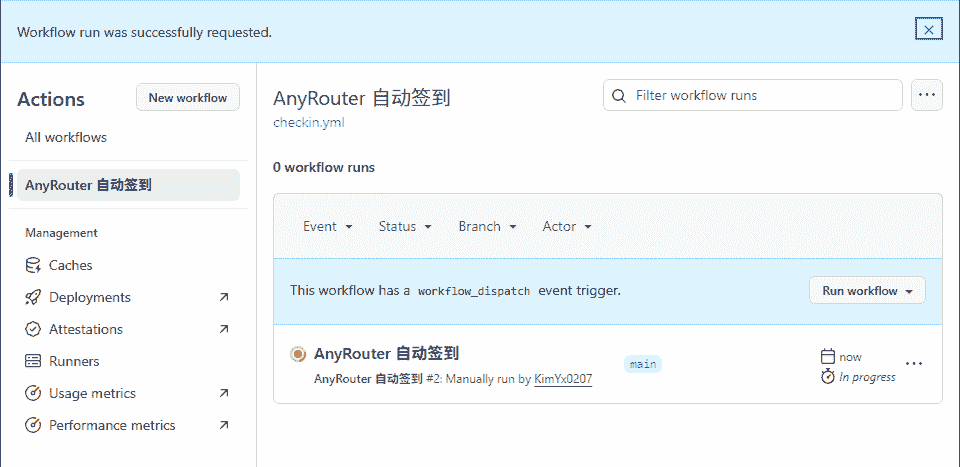 Workflow run was successfully requested.
Actions
New workflow
All workflows
AnyRouter 自动签到
Management
Caches
Deployments
Attestations
Runners
Usage metrics
Performance metrics
AnyRouter 自动签到
checkin.yml
Filter workflow runs
0 workflow runs
Event Status Branch Actor
This workflow has a workflow_dispatch event trigger.
Run workflow
AnyRouter 自动签到
AnyRouter 自动签到 #2: Manually run by KimYx0207
main
now
In progress